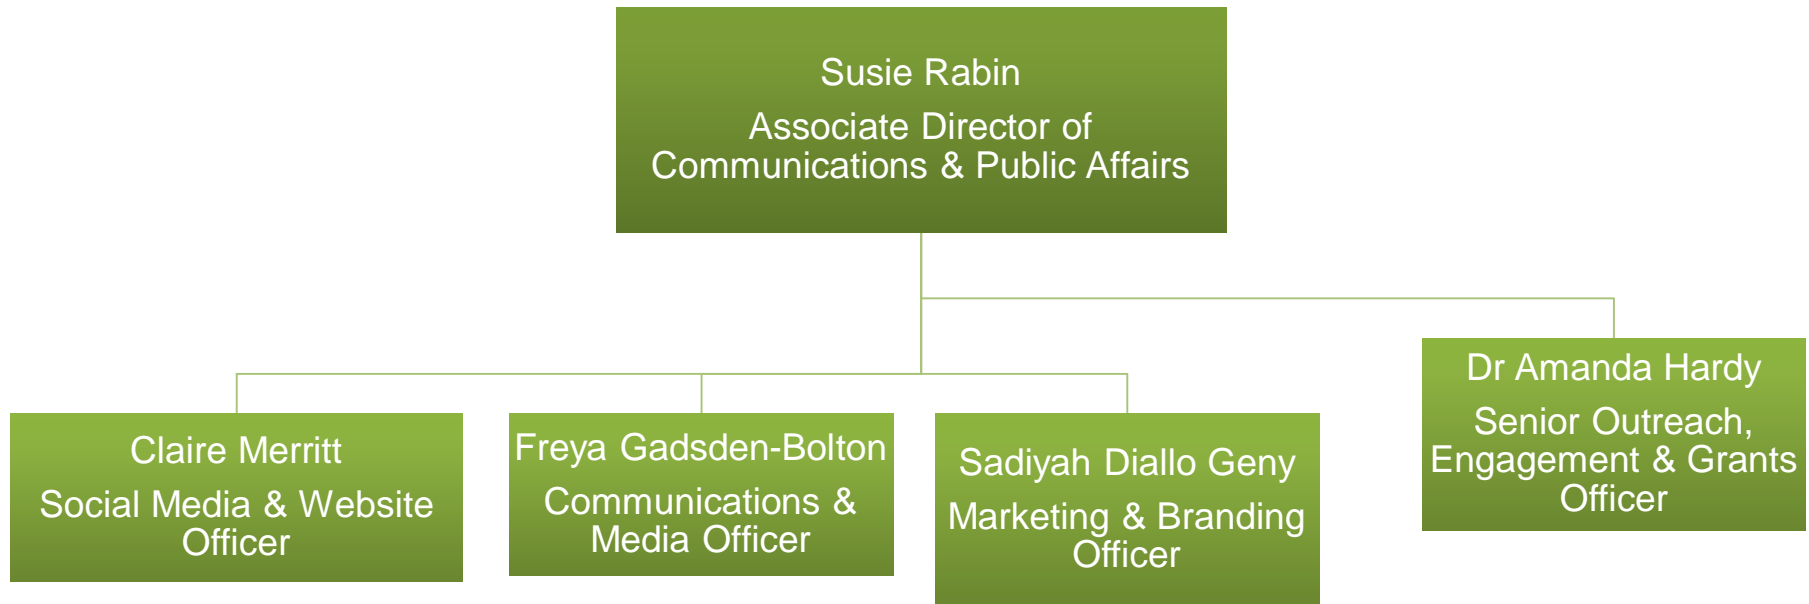 Susie Rabin
Associate Director of
Communications & Public Affairs
Claire Merritt
Social Media & Website
Officer
Freya Gadsden-Bolton
Communications &
Media Officer
Sadiyah Diallo Geny
Marketing & Branding
Officer
Dr Amanda Hardy
Senior Outreach,
Engagement & Grants
Officer